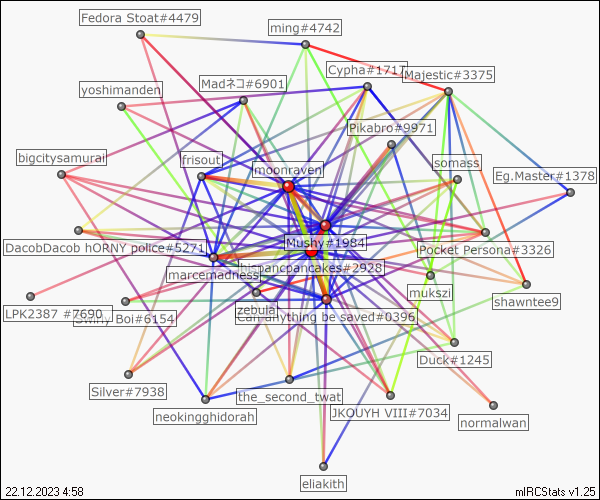 Fedora Stoat#4479
ming#4742
Cypha#1717
Majestic#3375
Madネコ#6901
yoshimanden
Pikabro#9971
bigcitysamurai
frisout
moonraven
somass
Eg.Master#1378
Mushy#1984
DacobDacob hORNY police#5271
Pocket Persona#3326
marcemadness
hispancpancakes#2928
mukszi
shawntee9
LPK2387 #7690
zebula
Can anything be saved#0396
Boi#6154
Duck#1245
Silver#7938
the_second_twat
JKOUYH VIII#7034
neokingghidorah
normalwan
eliakith
22.12.2023 4:58
mIRCStats v1.25